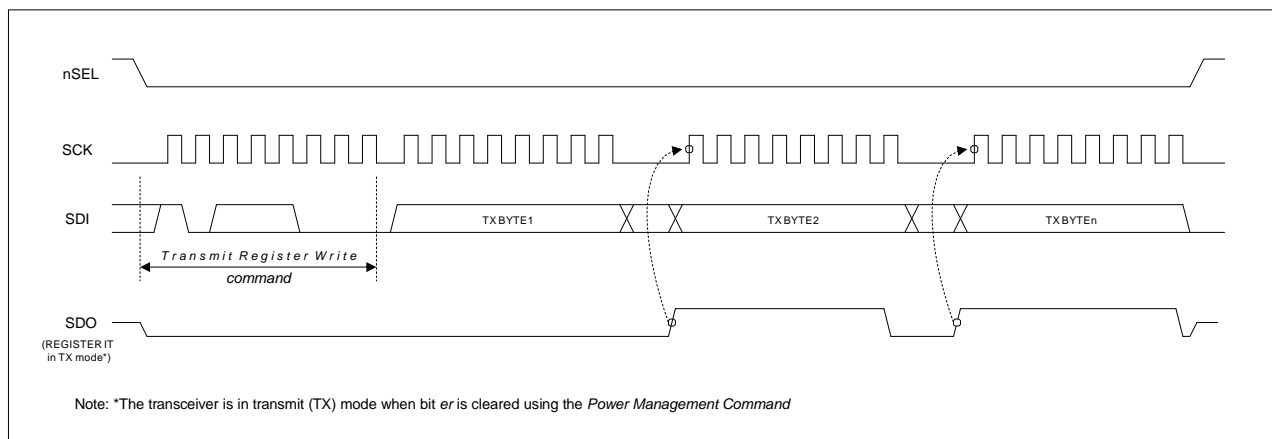 nSEL
SCK
SDI
TX BYTE1
TX BYTE2
TX BYTEn
Transmit Register Write
command
SDO
(REGISTER IT
in TX mode*)
Note: *The transceiver is in transmit (TX) mode when bit er is cleared using the Power Management Command